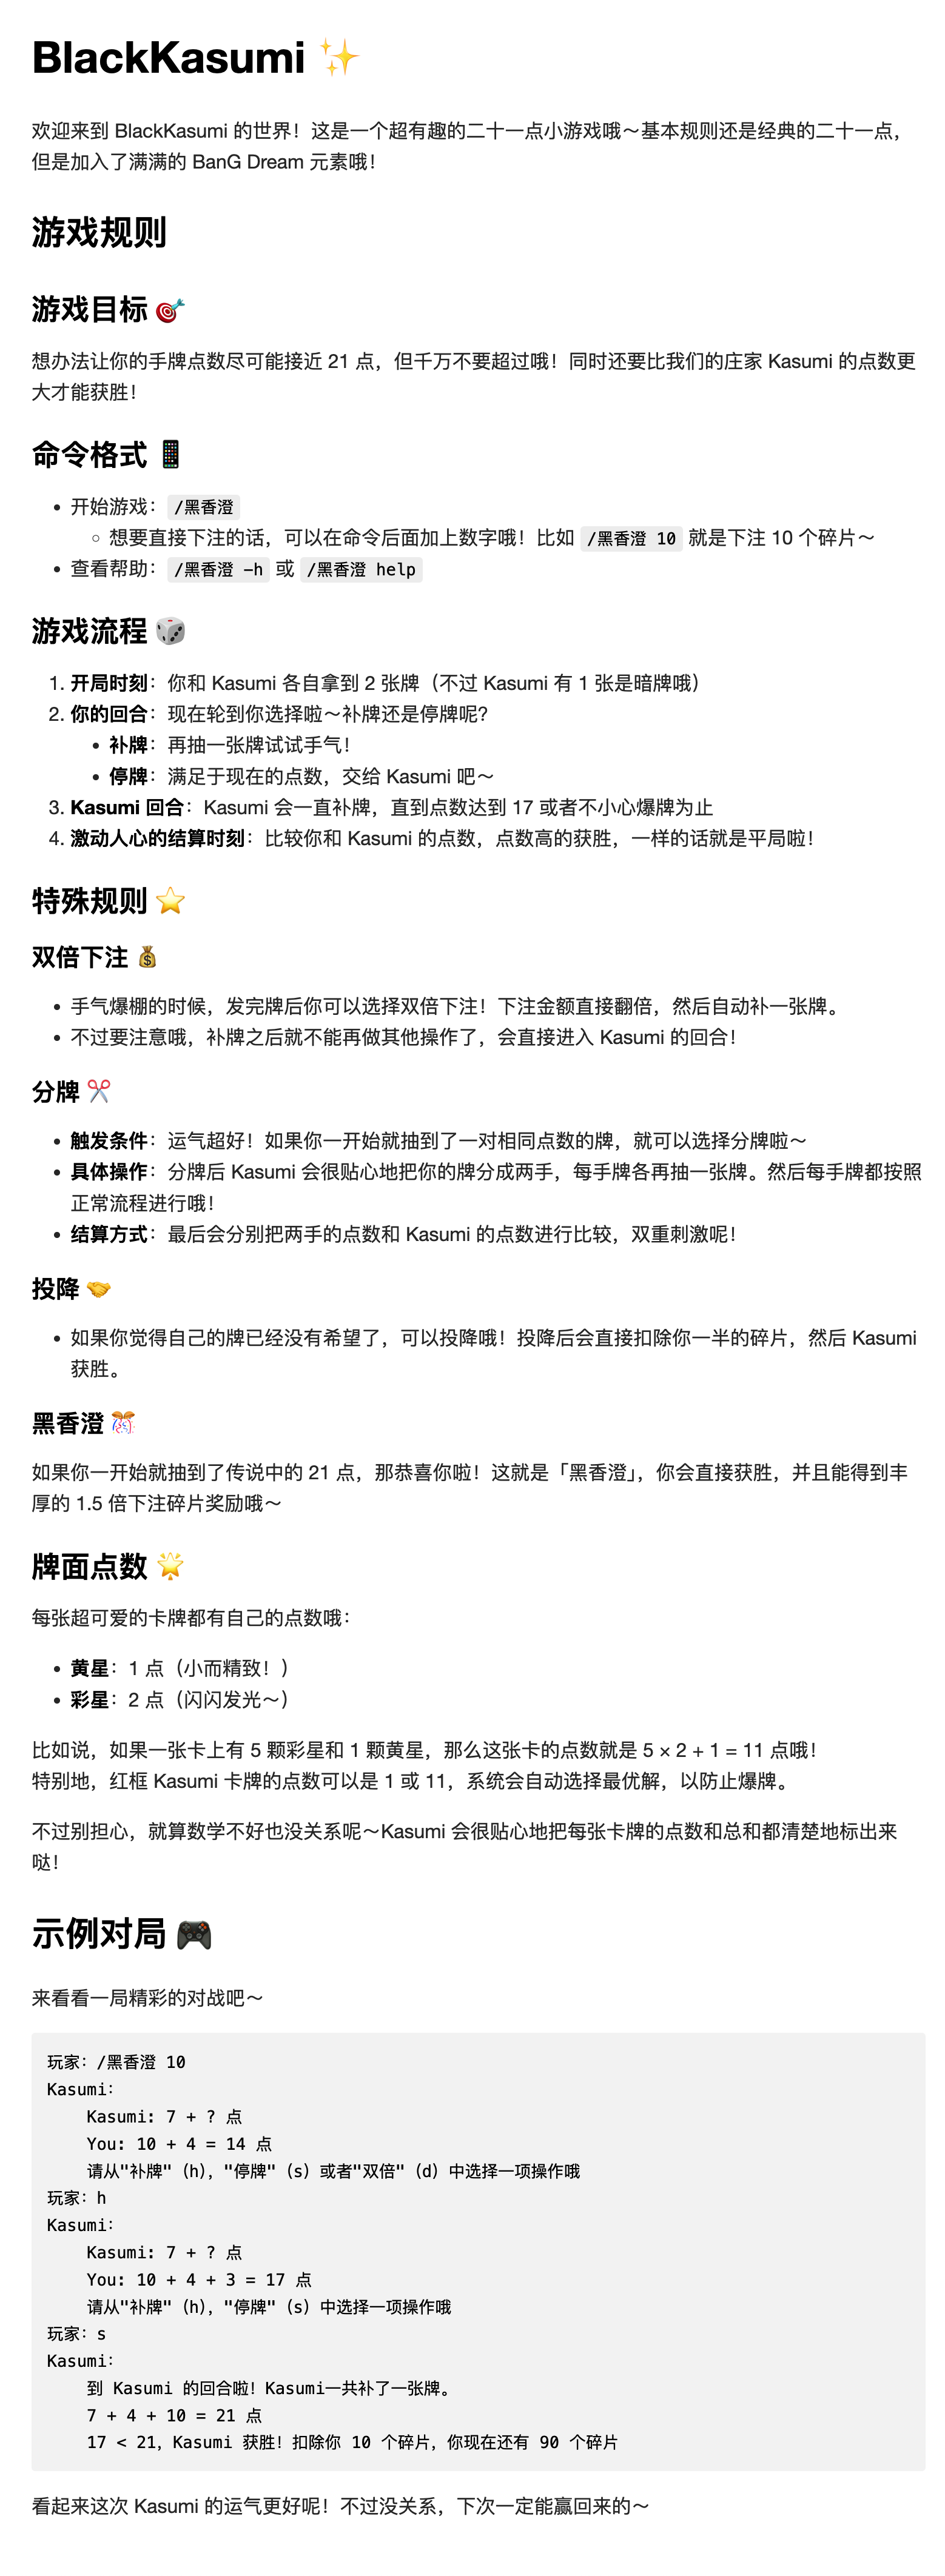 BlackKasumi ✨
欢迎来到 BlackKasumi 的世界！这是一个超有趣的二十一点小游戏哦～基本规则还是经典的二十一点，
但是加入了满满的 BanG Dream 元素哦！
游戏规则
游戏目标 🎯
想办法让你的手牌点数尽可能接近 21 点，但千万不要超过哦！同时还要比我们的庄家 Kasumi 的点数更
大才能获胜！
命令格式 📱
• 开始游戏：/黑香澄
◦ 想要直接下注的话，可以在命令后面加上数字哦！比如 /黑香澄 10 就是下注 10 个碎片～
• 查看帮助：/黑香澄 -h 或 /黑香澄 help
游戏流程 🎲
1. 开局时刻：你和 Kasumi 各自拿到 2 张牌（不过 Kasumi 有 1 张是暗牌哦）
2. 你的回合：现在轮到你选择啦～补牌还是停牌呢?
• 补牌：再抽一张牌试试手气！
• 停牌：满足于现在的点数，交给 Kasumi 吧～
3. Kasumi 回合：Kasumi 会一直补牌，直到点数达到 17 或者不小心爆牌为止
4. 激动人心的结算时刻：比较你和 Kasumi 的点数，点数高的获胜，一样的话就是平局啦！
特殊规则 ⭐
双倍下注 💰
• 手气爆棚的时候，发完牌后你可以选择双倍下注！下注金额直接翻倍，然后自动补一张牌。
• 不过要注意哦，补牌之后就不能再做其他操作了，会直接进入 Kasumi 的回合！
分牌 ✂️
• 触发条件：运气超好！如果你一开始就抽到了一对相同点数的牌，就可以选择分牌啦～
• 具体操作：分牌后 Kasumi 会很贴心地把你的牌分成两手，每手牌各再抽一张牌。然后每手牌都按照
正常流程进行哦！
• 结算方式：最后会分别把两手的点数和 Kasumi 的点数进行比较，双重刺激呢！
投降 🤝
• 如果你觉得自己的牌已经没有希望了，可以投降哦！投降后会直接扣除你一半的碎片，然后 Kasumi
获胜。
黑香澄 🎊
如果你一开始就抽到了传说中的 21 点，那恭喜你啦！这就是「黑香澄」，你会直接获胜，并且能得到丰
厚的 1.5 倍下注碎片奖励哦～
牌面点数 🌟
每张超可爱的卡牌都有自己的点数哦：
• 黄星：1 点（小而精致！）
• 彩星：2 点（闪闪发光～）
比如说，如果一张卡上有 5 颗彩星和 1 颗黄星，那么这张卡的点数就是 5 × 2 + 1 = 11 点哦！
特别地，红框 Kasumi 卡牌的点数可以是 1 或 11，系统会自动选择最优解，以防止爆牌。
不过别担心，就算数学不好也没关系呢～Kasumi 会很贴心地把每张卡牌的点数和总和都清楚地标出来
哒！
示例对局 🎮
来看看一局精彩的对战吧～
玩家：/黑香澄 10
Kasumi：
Kasumi: 7 + ? 点
You: 10 + 4 = 14 点
请从"补牌"（h），"停牌"（s）或者"双倍"（d）中选择一项操作哦
玩家：h
Kasumi：
Kasumi: 7 + ? 点
You: 10 + 4 + 3 = 17 点
请从"补牌"（h），"停牌"（s）中选择一项操作哦
玩家：s
Kasumi：
到 Kasumi 的回合啦！Kasumi一共补了一张牌。
7 + 4 + 10 = 21 点
17 < 21，Kasumi 获胜！扣除你 10 个碎片，你现在还有 90 个碎片
看起来这次 Kasumi 的运气更好呢！不过没关系，下次一定能赢回来的～